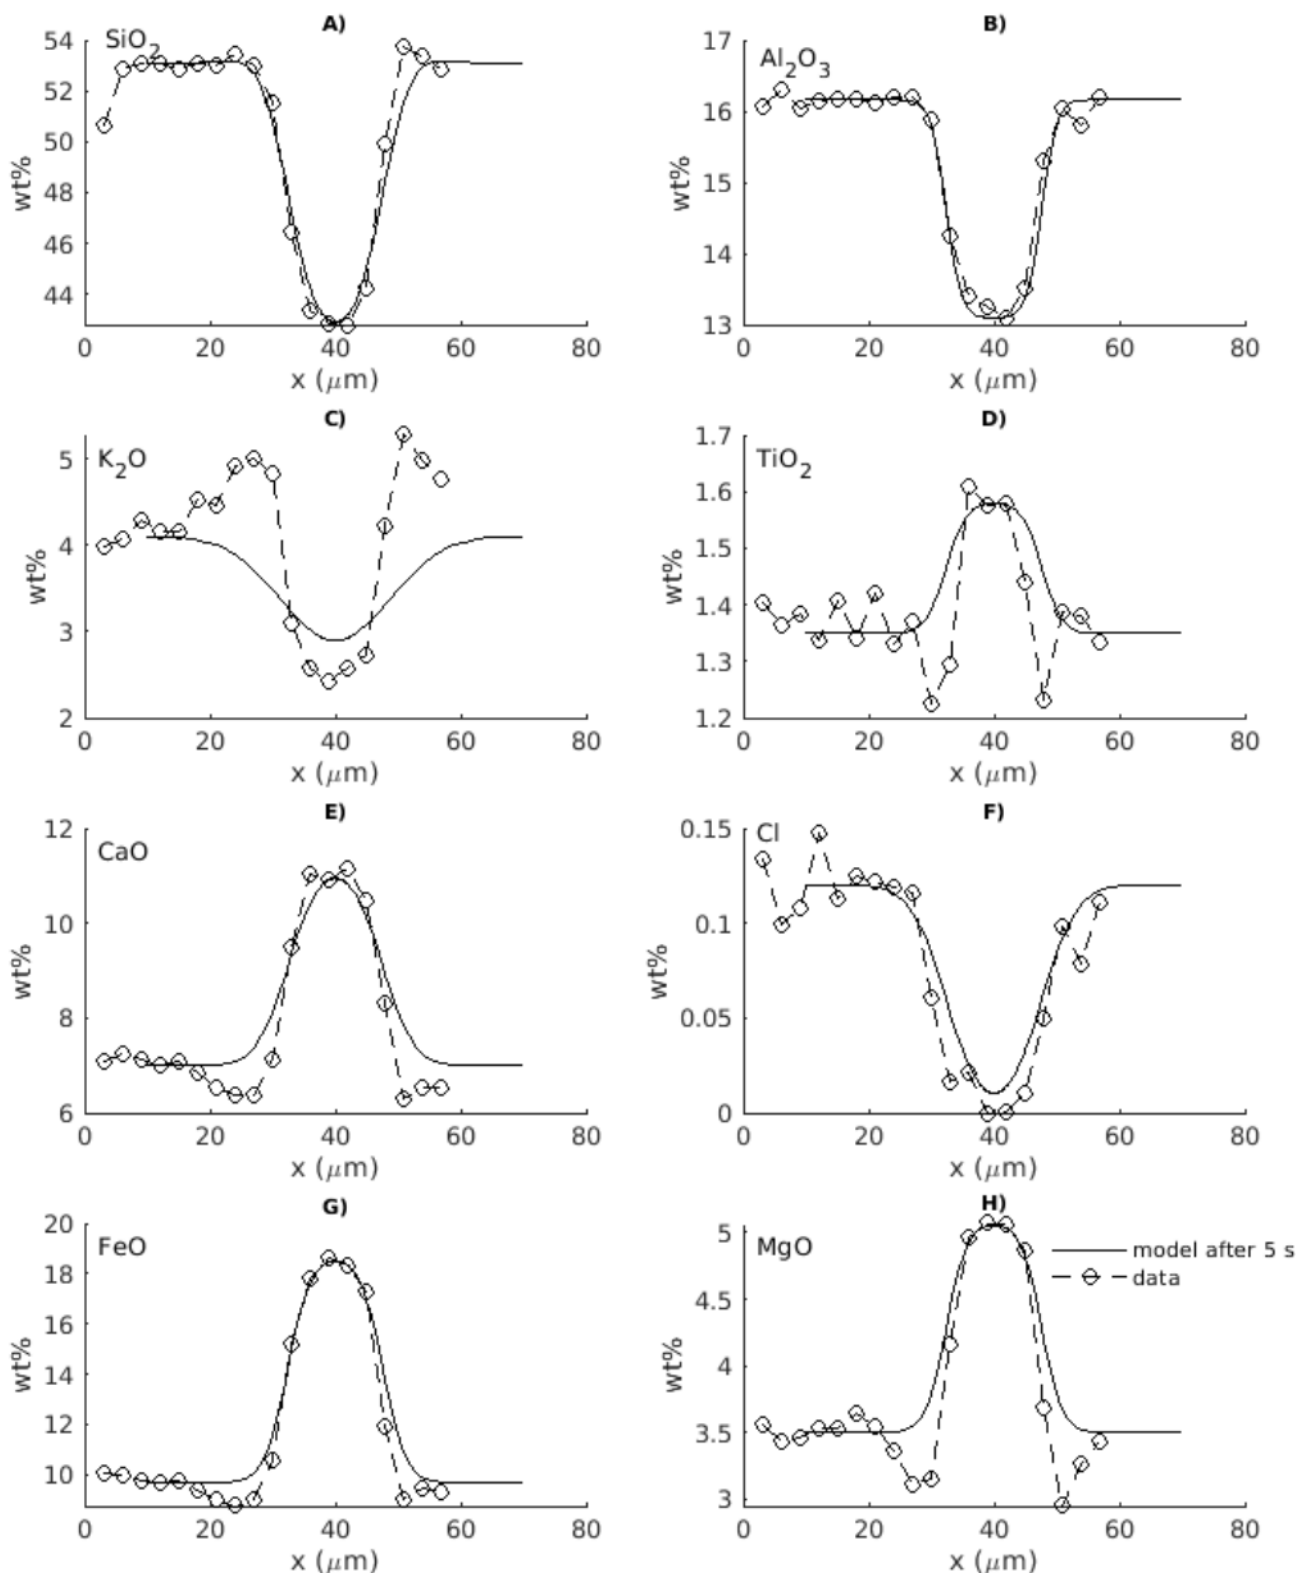 A)
SiO2
54
52
50
48
46
44
wt%
0 20 40 60 80
x (μm)
B)
Al2O3
17
16
15
14
13
wt%
0 20 40 60 80
x (μm)
C)
K2O
5
4
3
2
wt%
0 20 40 60 80
x (μm)
D)
TiO2
1.7
1.6
1.5
1.4
1.3
1.2
wt%
0 20 40 60 80
x (μm)
E)
CaO
12
10
8
6
wt%
0 20 40 60 80
x (μm)
F)
Cl
0.15
0.1
0.05
0
wt%
0 20 40 60 80
x (μm)
G)
FeO
20
18
16
14
12
10
wt%
0 20 40 60 80
x (μm)
H)
MgO
5
4.5
4
3.5
3
wt%
model after 5 s
data
0 20 40 60 80
x (μm)